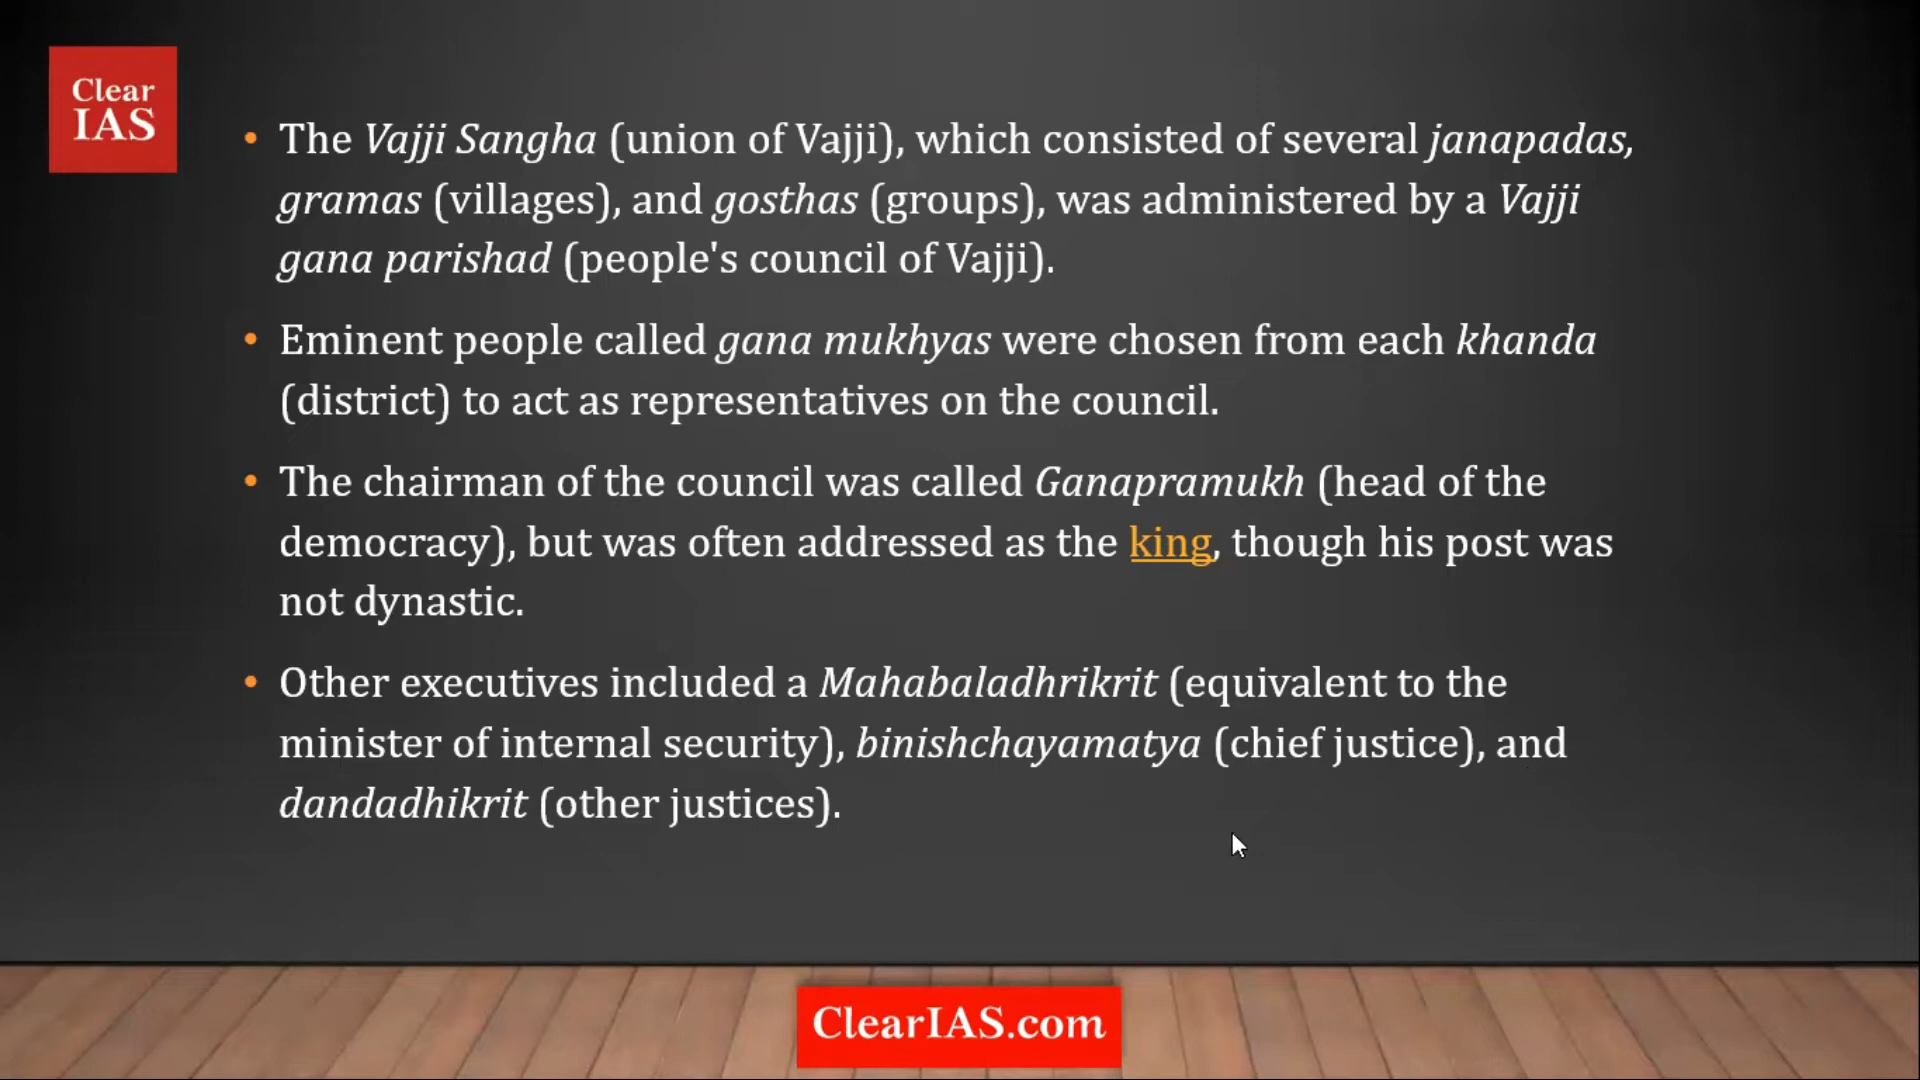 Clear
IAS
• The Vajji Sangha (union of Vajji), which consisted of several janapadas,
gramas (villages), and gosthas (groups), was administered by a Vajji
gana parishad (people's council of Vajji).
• Eminent people called gana mukhyas were chosen from each khanda
(district) to act as representatives on the council.
• The chairman of the council was called Ganapramukh (head of the
democracy), but was often addressed as the king, though his post was
not dynastic.
• Other executives included a Mahabaladhrikrit (equivalent to the
minister of internal security), binishchayamatya (chief justice), and
dandadhikrit (other justices).
ClearIAS.com